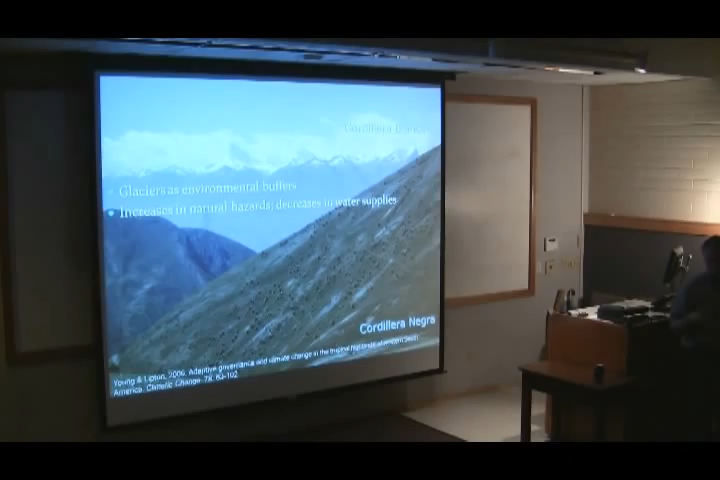 Cordillera Blanca
• Glaciers as environmental buffers
• Increases in natural hazards; decreases in water supplies
Cordillera Negra
Young & Lipton, 2006. Adaptive governance and climate change in the tropical highlands of western South
America. Climatic Change. 78: 63-102